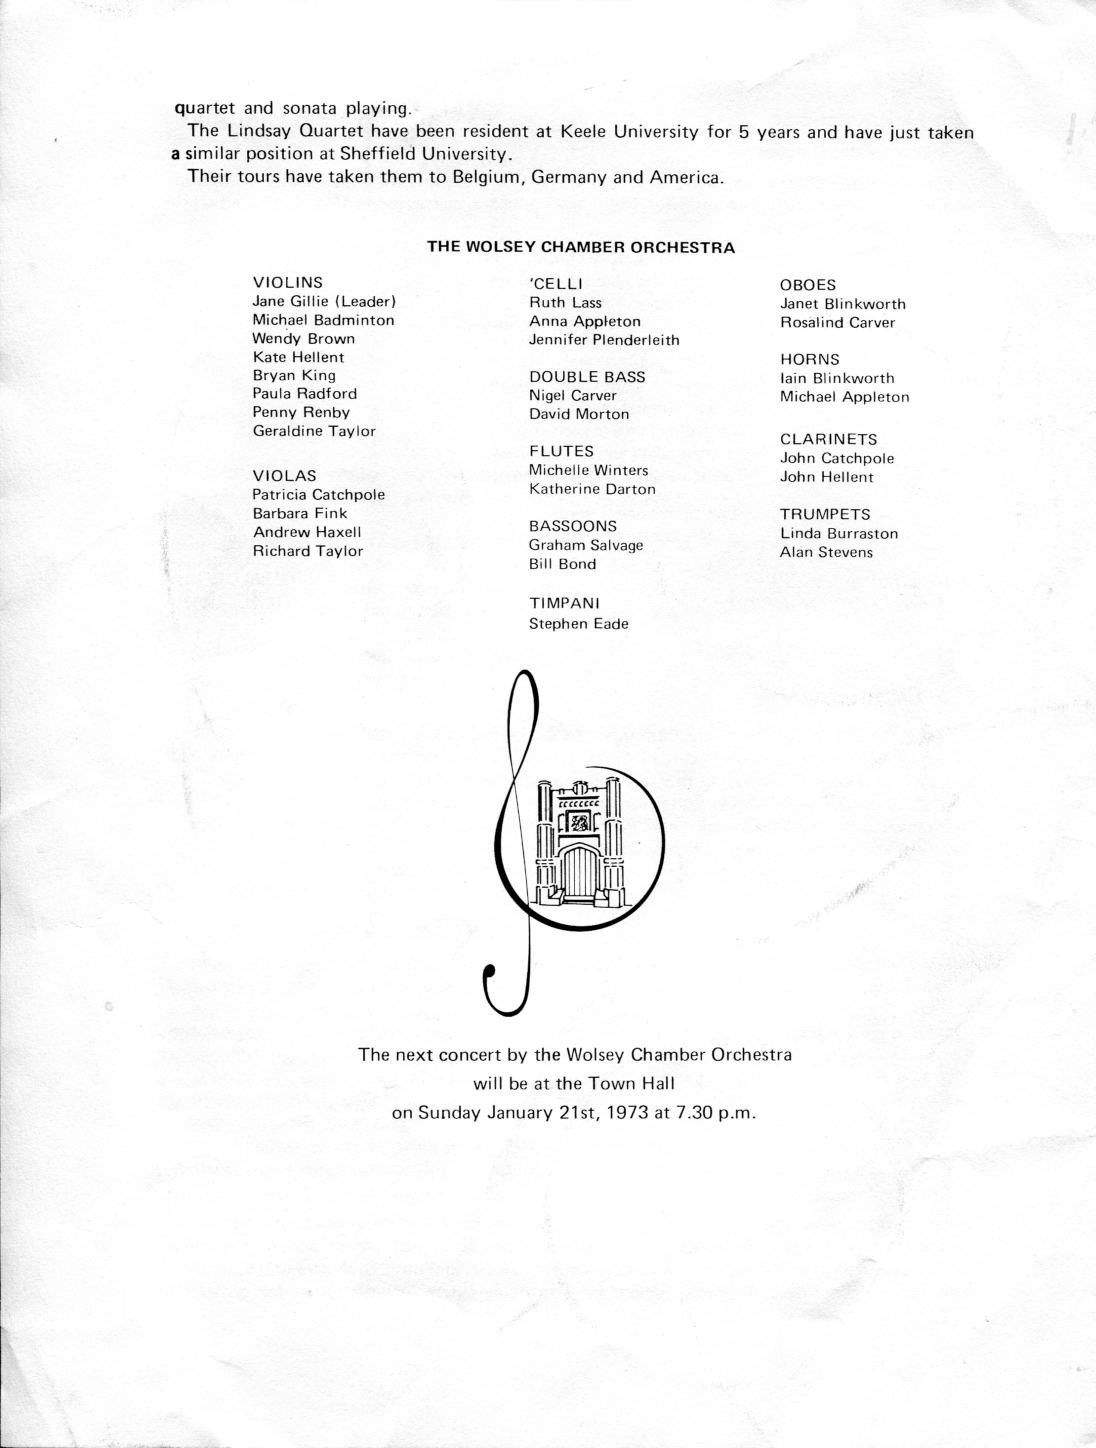 quartet and sonata playing.
The Lindsay Quartet have been resident at Keele University for 5 years and have just taken
a similar position at Sheffield University.
Their tours have taken them to Belgium, Germany and America.
THE WOLSEY CHAMBER ORCHESTRA
VIOLINS
Jane Gillie (Leader)
Michael Badminton
Wendy Brown
Kate Hellent
Bryan King
Paula Radford
Penny Renby
Geraldine Taylor
VIOLAS
Patricia Catchpole
Barbara Fink
Andrew Haxell
Richard Taylor
'CELLI
Ruth Lass
Anna Appleton
Jennifer Plenderleith
DOUBLE BASS
Nigel Carver
David Morton
FLUTES
Michelle Winters
Katherine Darton
BASSOONS
Graham Salvage
Bill Bond
TIMPANI
Stephen Eade
OBOES
Janet Blinkworth
Rosalind Carver
HORNS
Iain Blinkworth
Michael Appleton
CLARINETS
John Catchpole
John Hellent
TRUMPETS
Linda Burraston
Alan Stevens
The next concert by the Wolsey Chamber Orchestra
will be at the Town Hall
on Sunday January 21st, 1973 at 7.30 p.m.